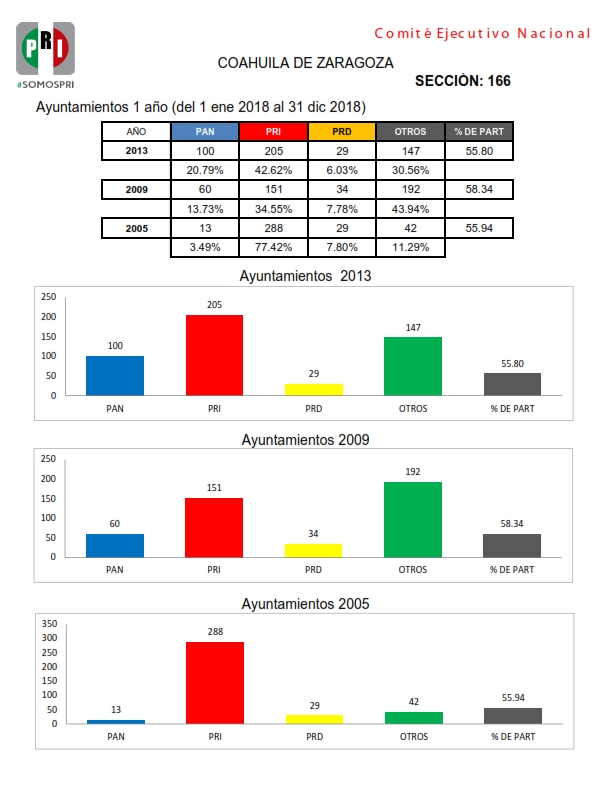 Comité Ejecutivo Nacional
PRI
#SOMOSPRI
COAHUILA DE ZARAGOZA
SECCIÓN: 166
Ayuntamientos 1 año (del 1 ene 2018 al 31 dic 2018)
AÑO PAN PRI PRD OTROS % DE PART
2013 100 205 29 147 55.80
20.79% 42.62% 6.03% 30.56%
2009 60 151 34 192 58.34
13.73% 34.55% 7.78% 43.94%
2005 13 288 29 42 55.94
3.49% 77.42% 7.80% 11.29%
Ayuntamientos 2013
250
200
150
100
50
0
100
205
29
147
55.80
PAN PRI PRD OTROS % DE PART
Ayuntamientos 2009
250
200
150
100
50
0
60
151
34
192
58.34
PAN PRI PRD OTROS % DE PART
Ayuntamientos 2005
350
300
250
200
150
100
50
0
13
288
29
42
55.94
PAN PRI PRD OTROS % DE PART